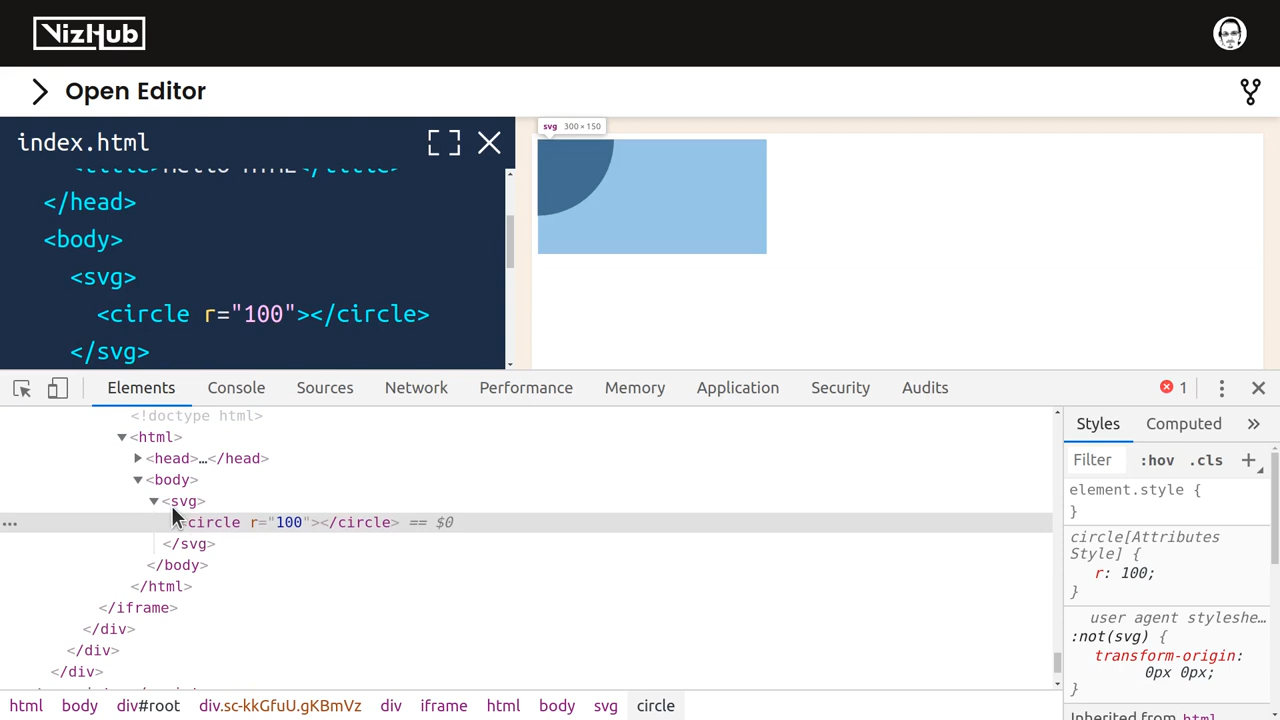 VizHub
Open Editor
index.html
<title>Hello HTML</title>
</head>
<body>
<svg>
<circle r="100"></circle>
</svg>
svg 300 × 150
Elements Console Sources Network Performance Memory Application Security Audits 1
<!doctype html>
<html>
<head>…</head>
<body>
<svg>
<circle r="100"></circle> == $0
</svg>
</body>
</html>
</iframe>
</div>
</div>
</div>
html body div#root div.sc-kkGfuU.gKBmVz div iframe html body svg circle
Styles Computed
Filter :hov .cls
element.style {
}
circle[Attributes
Style] {
r: 100;
}
user agent styleshe…
:not(svg) {
transform-origin:
0px 0px;
}
Inherited from html